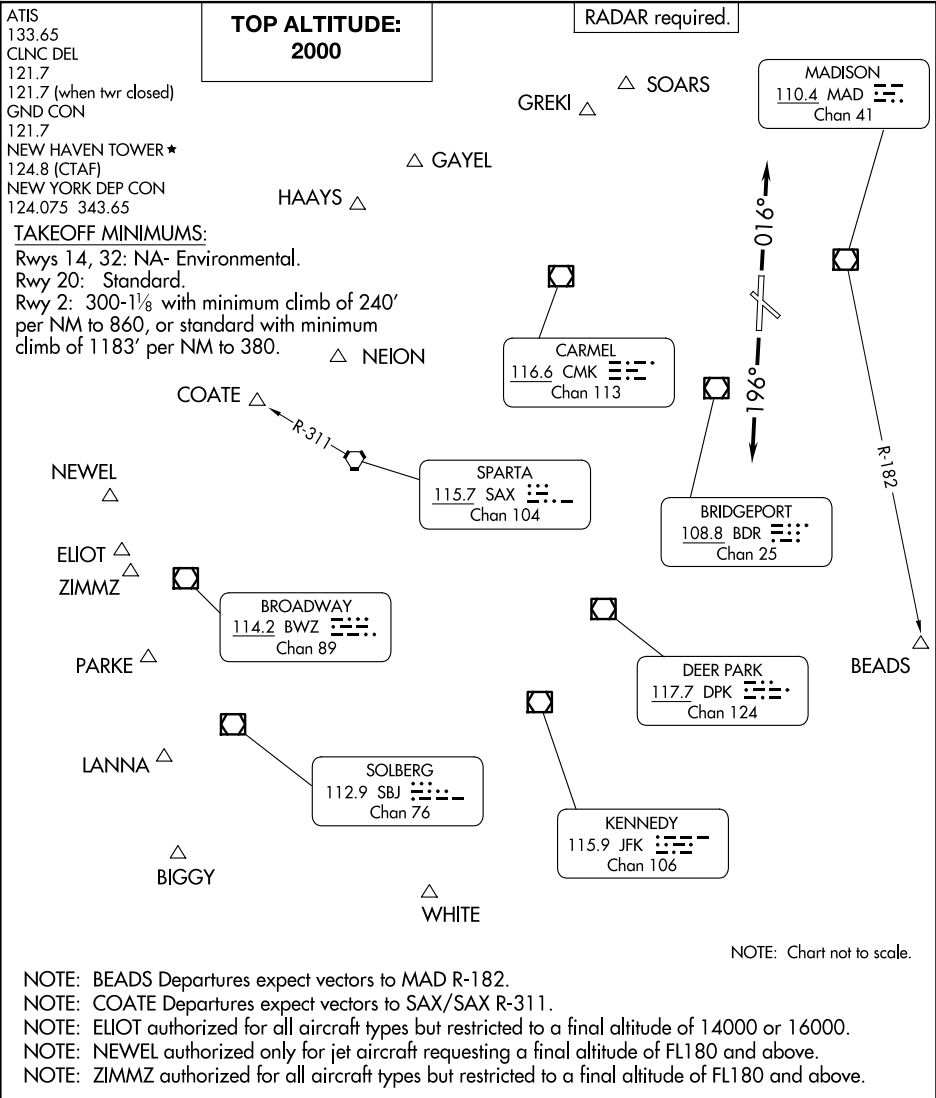 ATIS
133.65
CLNC DEL
121.7
121.7 (when twr closed)
GND CON
121.7
NEW HAVEN TOWER★
124.8 (CTAF)
NEW YORK DEP CON
124.075 343.65
TOP ALTITUDE:
2000
RADAR required.
TAKEOFF MINIMUMS:
Rwys 14, 32: NA- Environmental.
Rwy 20: Standard.
Rwy 2: 300-1⅛ with minimum climb of 240'
per NM to 860, or standard with minimum
climb of 1183' per NM to 380.
SOARS
GREKI
MADISON
110.4 MAD
Chan 41
GAYEL
HAAYS
016°
196°
NEION
CARMEL
116.6 CMK
Chan 113
COATE
R-311
SPARTA
115.7 SAX
Chan 104
R-182
NEWEL
BRIDGEPORT
108.8 BDR
Chan 25
ELIOT
ZIMMZ
BROADWAY
114.2 BWZ
Chan 89
PARKE
BEADS
DEER PARK
117.7 DPK
Chan 124
LANNA
SOLBERG
112.9 SBJ
Chan 76
KENNEDY
115.9 JFK
Chan 106
BIGGY
WHITE
NOTE: Chart not to scale.
NOTE: BEADS Departures expect vectors to MAD R-182.
NOTE: COATE Departures expect vectors to SAX/SAX R-311.
NOTE: ELIOT authorized for all aircraft types but restricted to a final altitude of 14000 or 16000.
NOTE: NEWEL authorized only for jet aircraft requesting a final altitude of FL180 and above.
NOTE: ZIMMZ authorized for all aircraft types but restricted to a final altitude of FL180 and above.